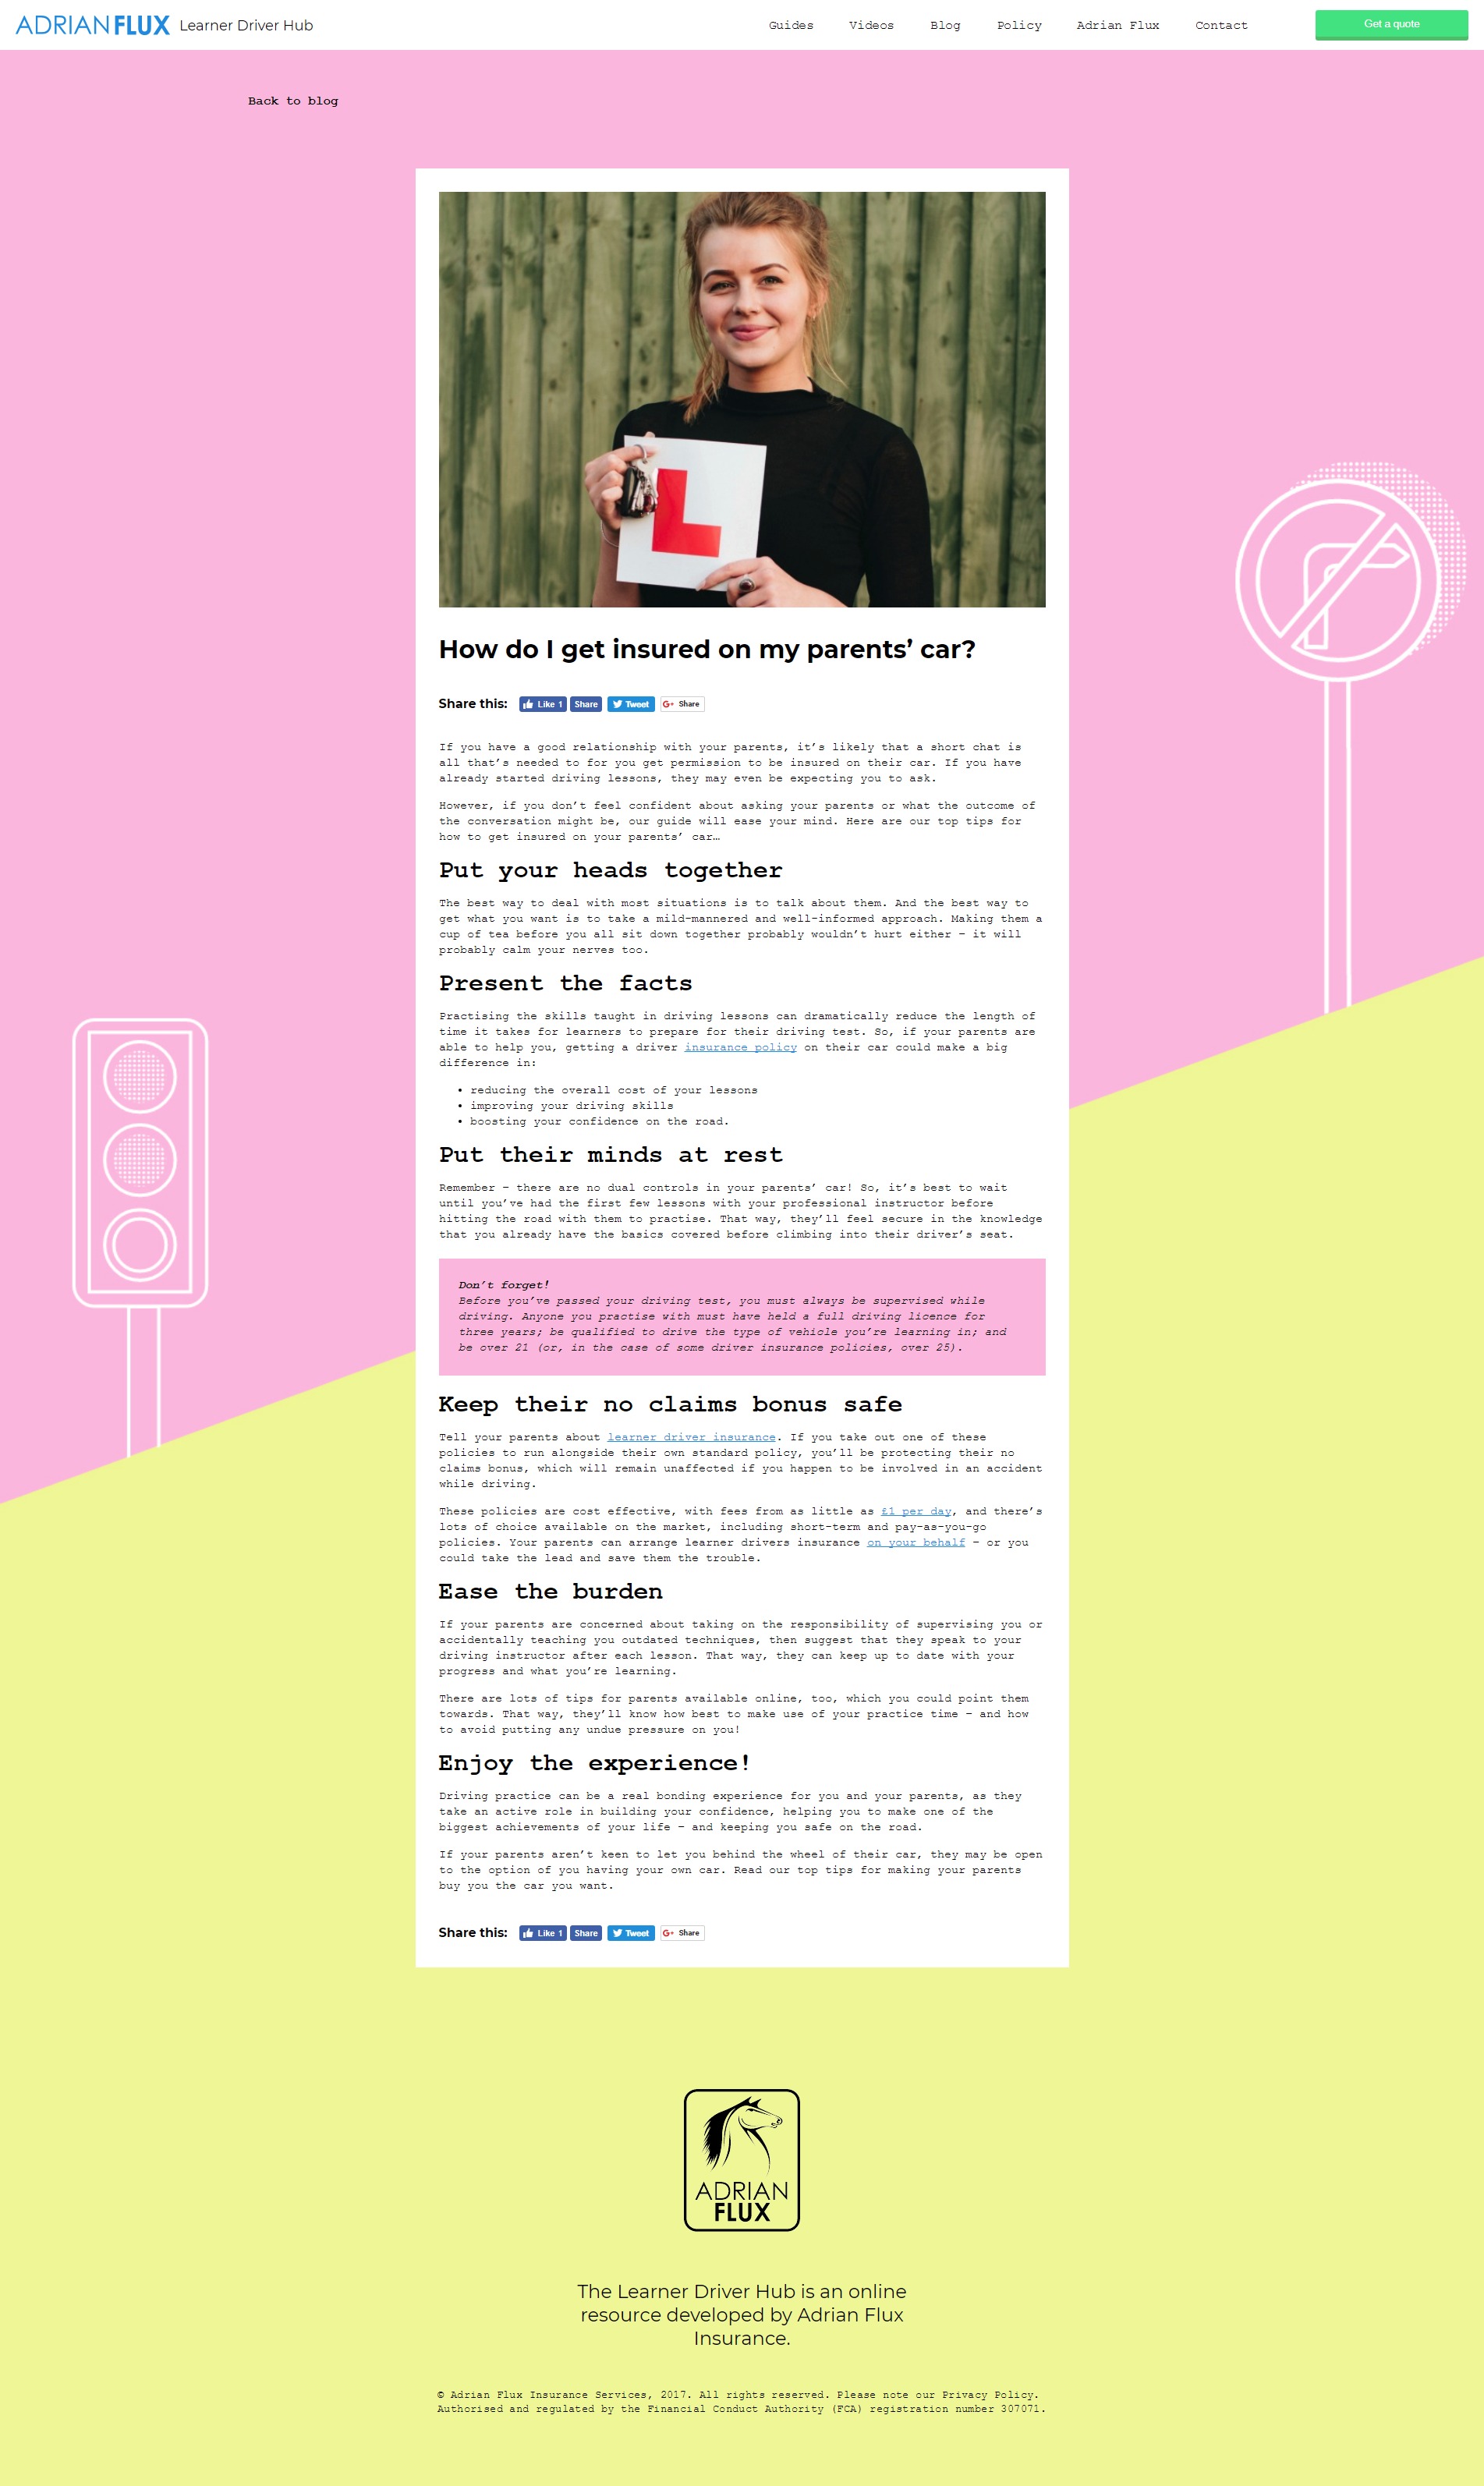 ADRIAN FLUX Learner Driver Hub
Guides Videos Blog Policy Adrian Flux Contact Get a quote
Back to blog
L
How do I get insured on my parents’ car?
Share this: Like 1 Share Tweet G+ Share
If you have a good relationship with your parents, it’s likely that a short chat is
all that’s needed to for you get permission to be insured on their car. If you have
already started driving lessons, they may even be expecting you to ask.
However, if you don’t feel confident about asking your parents or what the outcome of
the conversation might be, our guide will ease your mind. Here are our top tips for
how to get insured on your parents’ car…
Put your heads together
The best way to deal with most situations is to talk about them. And the best way to
get what you want is to take a mild-mannered and well-informed approach. Making them a
cup of tea before you all sit down together probably wouldn’t hurt either – it will
probably calm your nerves too.
Present the facts
Practising the skills taught in driving lessons can dramatically reduce the length of
time it takes for learners to prepare for their driving test. So, if your parents are
able to help you, getting a driver insurance policy on their car could make a big
difference in:
• reducing the overall cost of your lessons
• improving your driving skills
• boosting your confidence on the road.
Put their minds at rest
Remember – there are no dual controls in your parents’ car! So, it’s best to wait
until you’ve had the first few lessons with your professional instructor before
hitting the road with them to practise. That way, they’ll feel secure in the knowledge
that you already have the basics covered before climbing into their driver’s seat.
Don’t forget!
Before you’ve passed your driving test, you must always be supervised while
driving. Anyone you practise with must have held a full driving licence for
three years; be qualified to drive the type of vehicle you’re learning in; and
be over 21 (or, in the case of some driver insurance policies, over 25).
Keep their no claims bonus safe
Tell your parents about learner driver insurance. If you take out one of these
policies to run alongside their own standard policy, you’ll be protecting their no
claims bonus, which will remain unaffected if you happen to be involved in an accident
while driving.
These policies are cost effective, with fees from as little as £1 per day, and there’s
lots of choice available on the market, including short-term and pay-as-you-go
policies. Your parents can arrange learner drivers insurance on your behalf – or you
could take the lead and save them the trouble.
Ease the burden
If your parents are concerned about taking on the responsibility of supervising you or
accidentally teaching you outdated techniques, then suggest that they speak to your
driving instructor after each lesson. That way, they can keep up to date with your
progress and what you’re learning.
There are lots of tips for parents available online, too, which you could point them
towards. That way, they’ll know how best to make use of your practice time – and how
to avoid putting any undue pressure on you!
Enjoy the experience!
Driving practice can be a real bonding experience for you and your parents, as they
take an active role in building your confidence, helping you to make one of the
biggest achievements of your life – and keeping you safe on the road.
If your parents aren’t keen to let you behind the wheel of their car, they may be open
to the option of you having your own car. Read our top tips for making your parents
buy you the car you want.
Share this: Like 1 Share Tweet G+ Share
ADRIAN
FLUX
The Learner Driver Hub is an online
resource developed by Adrian Flux
Insurance.
© Adrian Flux Insurance Services, 2017. All rights reserved. Please note our Privacy Policy.
Authorised and regulated by the Financial Conduct Authority (FCA) registration number 307071.